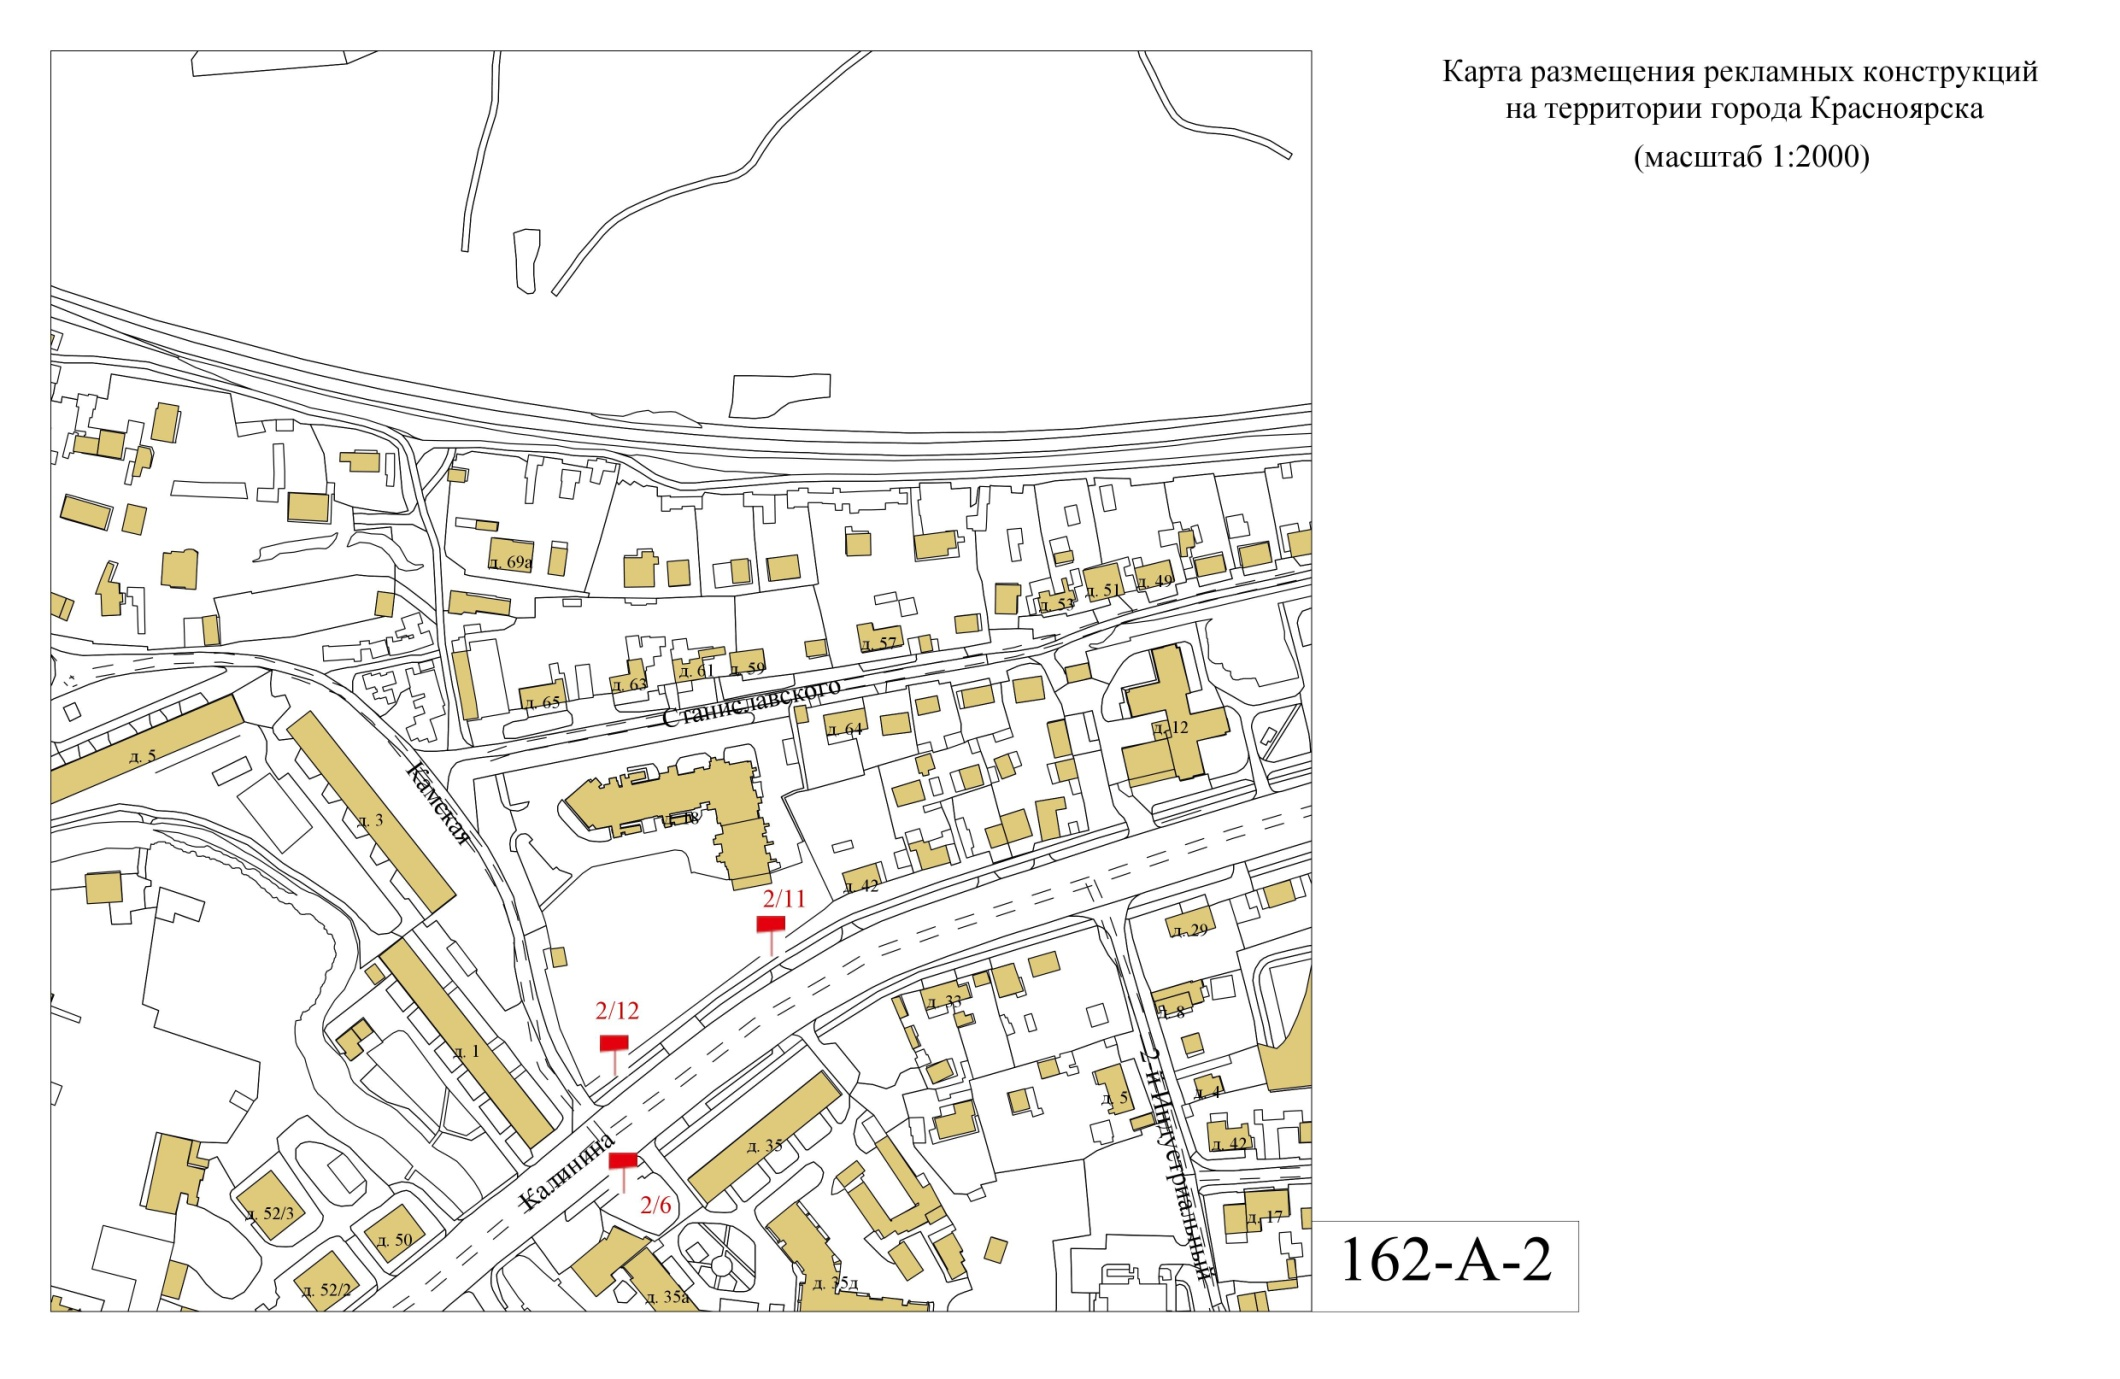 Карта размещения рекламных конструкций
на территории города Красноярска
(масштаб 1:2000)
д. 69а
д. 53
д. 51
д. 49
д. 57
д. 65
д. 63
д. 61
д. 59
Станиславского
д. 64
д. 12
д. 5
д. 3
Камская
д. 18
д. 42
2/11
д. 29
д. 33
д. 8
2/12
д. 1
2-й Индустриальный
д. 5
д. 4
д. 42
д. 35
Калинина
2/6
д. 52/3
д. 50
д. 17
д. 52/2
д. 35а
д. 35д
162-А-2